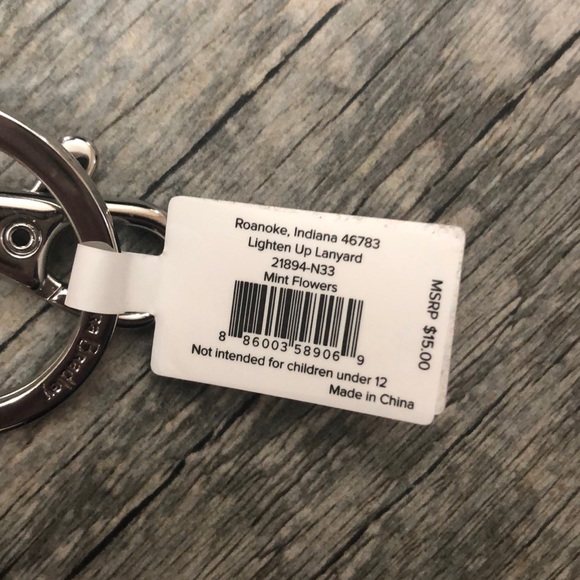 Roanoke, Indiana 46783
Lighten Up Lanyard
21894-N33
Mint Flowers
8 86003 58906 9
Not intended for children under 12
Made in China
MSRP $15.00
Bradley